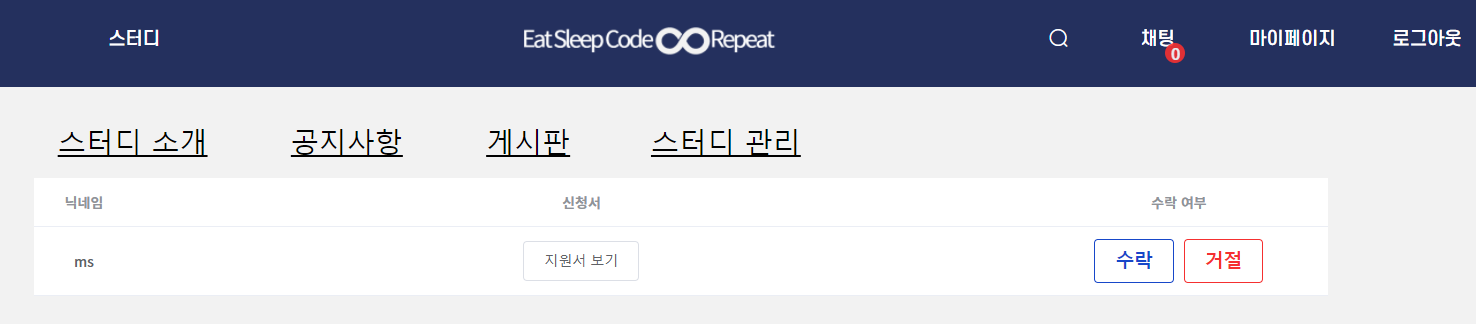 스터디 Eat Sleep Code Repeat 채팅 0 마이페이지 로그아웃
스터디 소개 공지사항 게시판 스터디 관리
닉네임 신청서 수락 여부
ms 지원서 보기 수락 거절